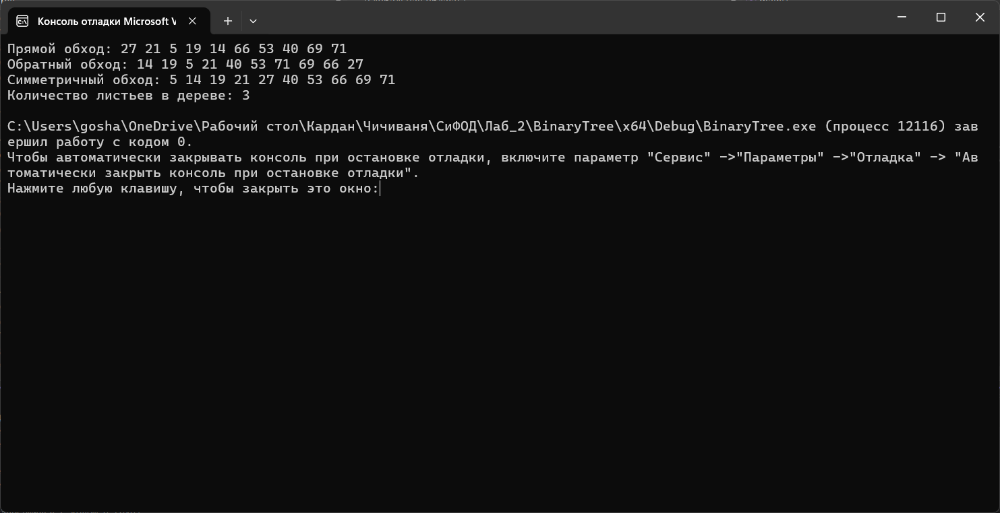 Консоль отладки Microsoft V
Прямой обход: 27 21 5 19 14 66 53 40 69 71
Обратный обход: 14 19 5 21 40 53 71 69 66 27
Симметричный обход: 5 14 19 21 27 40 53 66 69 71
Количество листьев в дереве: 3
C:\Users\gosha\OneDrive\Рабочий стол\Кардан\Чичиваня\СиФОД\Лаб_2\BinaryTree\x64\Debug\BinaryTree.exe (процесс 12116) зав
ершил работу с кодом 0.
Чтобы автоматически закрывать консоль при остановке отладки, включите параметр "Сервис" ->"Параметры" ->"Отладка" -> "Ав
томатически закрыть консоль при остановке отладки".
Нажмите любую клавишу, чтобы закрыть это окно: